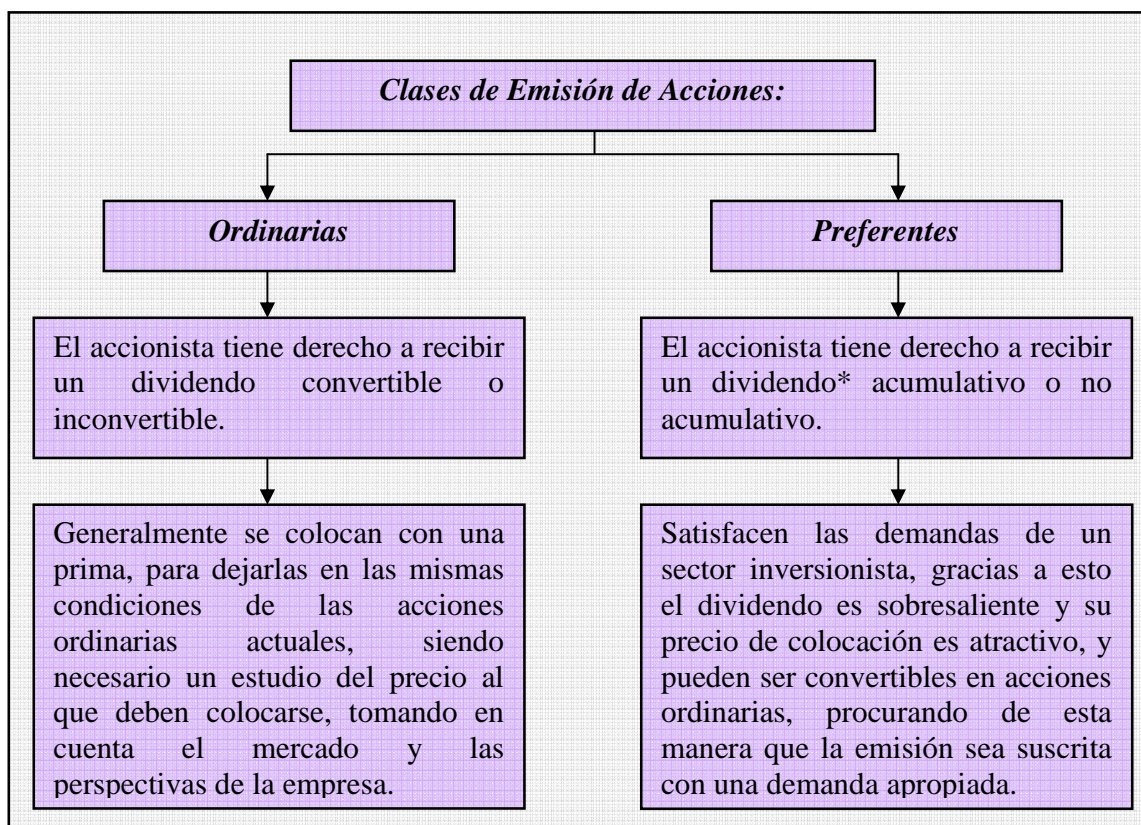 Clases de Emisión de Acciones:
Ordinarias
Preferentes
El accionista tiene derecho a recibir
un dividendo convertible o
inconvertible.
El accionista tiene derecho a recibir
un dividendo* acumulativo o no
acumulativo.
Generalmente se colocan con una
prima, para dejarlas en las mismas
condiciones de las acciones
ordinarias actuales, siendo
necesario un estudio del precio al
que deben colocarse, tomando en
cuenta el mercado y las
perspectivas de la empresa.
Satisfacen las demandas de un
sector inversionista, gracias a esto
el dividendo es sobresaliente y su
precio de colocación es atractivo, y
pueden ser convertibles en acciones
ordinarias, procurando de esta
manera que la emisión sea suscrita
con una demanda apropiada.